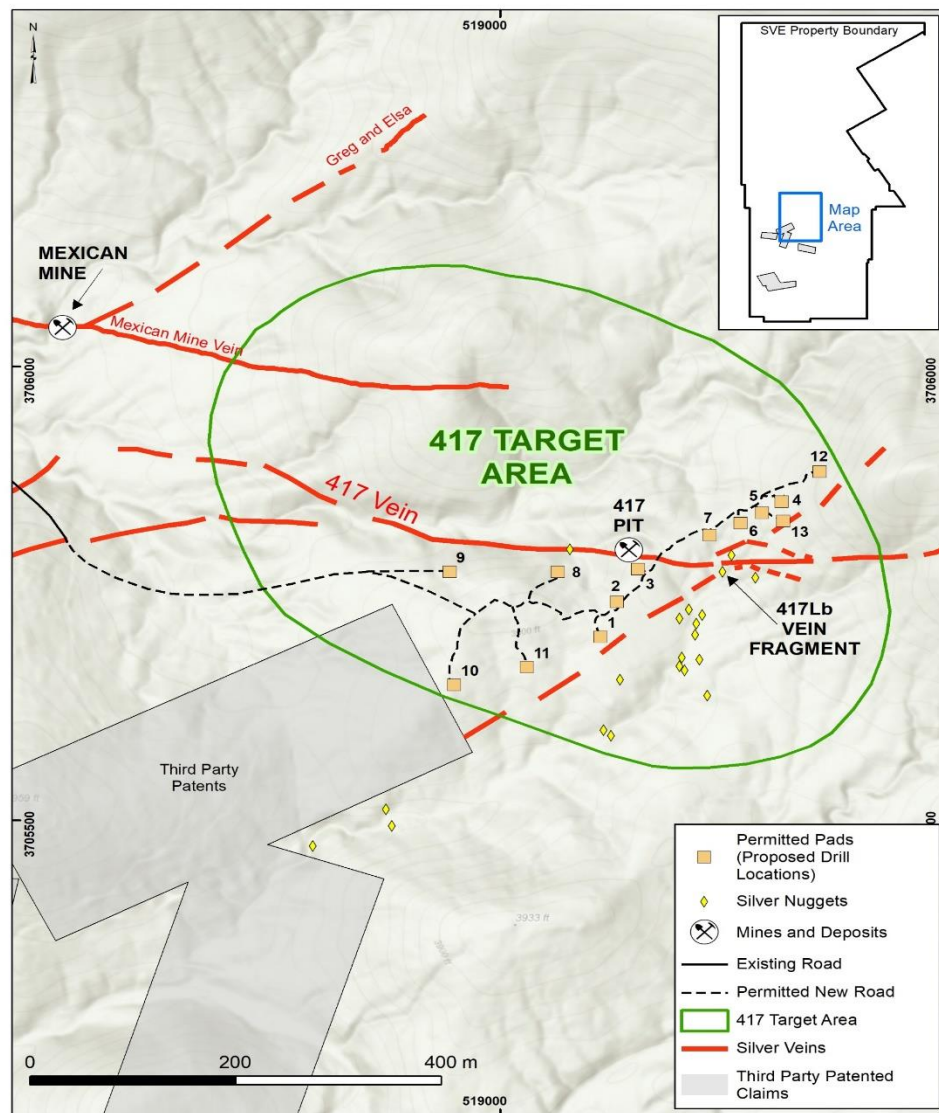 519000
SVE Property Boundary
N
Map
Area
Greg and Elsa
MEXICAN
MINE
Mexican Mine Vein
3706000
3706000
417 TARGET
AREA
417 Vein
417
PIT
12
5
4
7
6
13
9
8
3
2
1
417Lb
VEIN
FRAGMENT
10
11
Third Party
Patents
3705500
3933 ft
Permitted Pads
(Proposed Drill
Locations)
Silver Nuggets
Mines and Deposits
Existing Road
Permitted New Road
417 Target Area
Silver Veins
Third Party Patented
Claims
0
200
400 m
519000